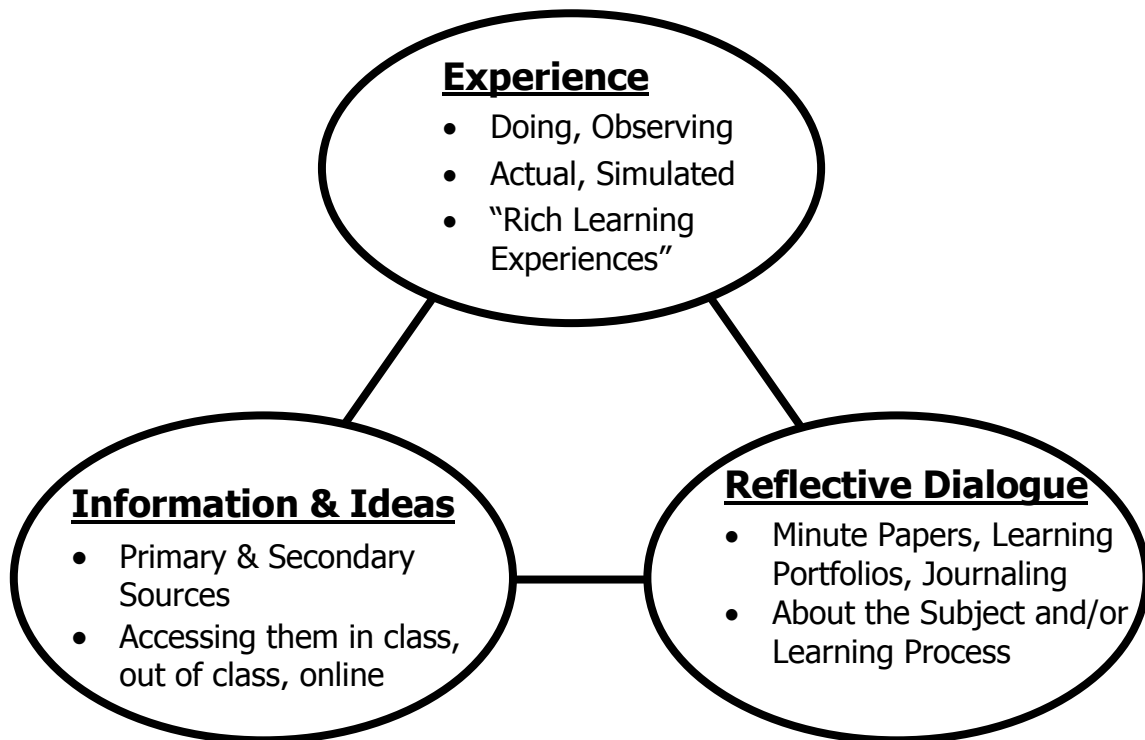 Experience
• Doing, Observing
• Actual, Simulated
• “Rich Learning
Experiences”
Information & Ideas
• Primary & Secondary
Sources
• Accessing them in class,
out of class, online
Reflective Dialogue
• Minute Papers, Learning
Portfolios, Journaling
• About the Subject and/or
Learning Process